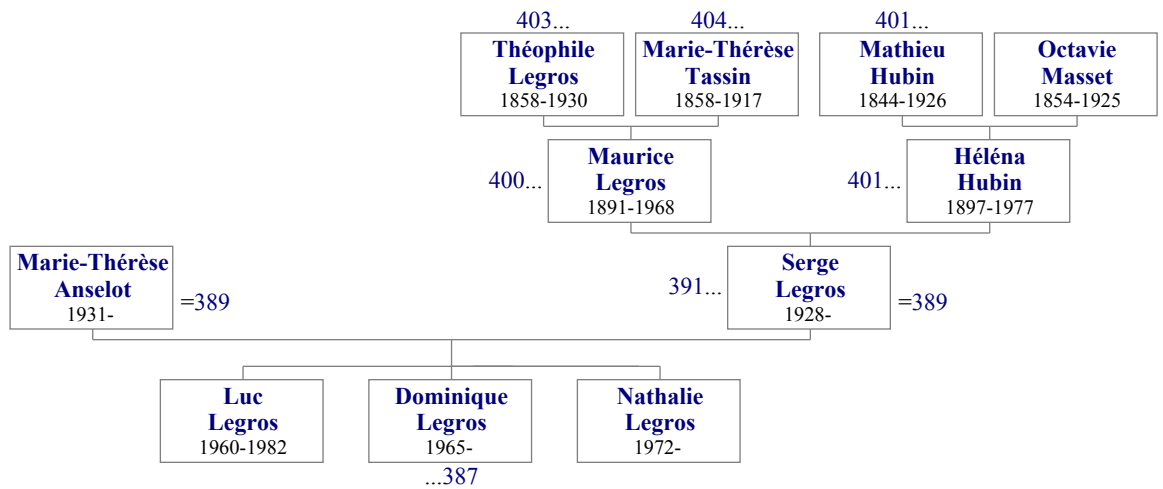 403... 404... 401...
Théophile Legros 1858-1930
Marie-Thérèse Tassin 1858-1917
Mathieu Hubin 1844-1926
Octavie Masset 1854-1925
400...
Maurice Legros 1891-1968
401...
Héléna Hubin 1897-1977
Marie-Thérèse Anselot 1931-
=389
391...
Serge Legros 1928-
=389
Luc Legros 1960-1982
Dominique Legros 1965-
Nathalie Legros 1972-
...387